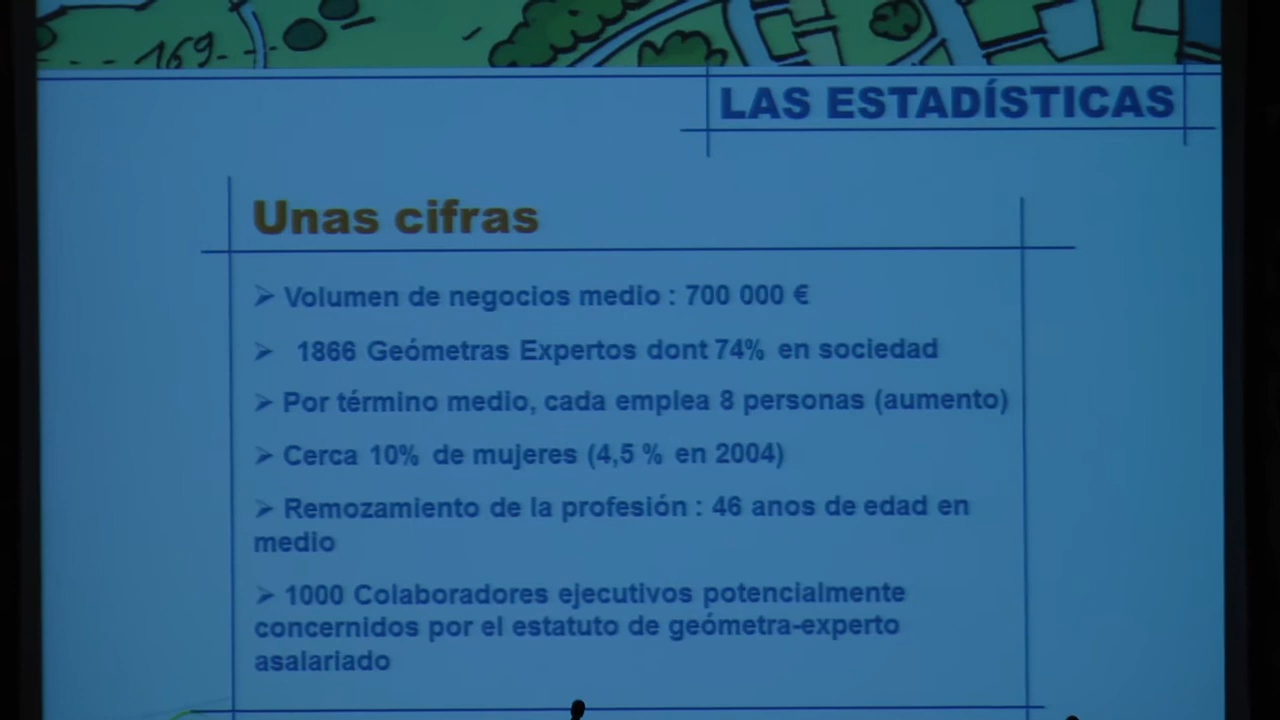 169
LAS ESTADÍSTICAS
Unas cifras
➢ Volumen de negocios medio : 700 000 €
➢ 1866 Geómetras Expertos dont 74% en sociedad
➢ Por término medio, cada emplea 8 personas (aumento)
➢ Cerca 10% de mujeres (4,5 % en 2004)
➢ Remozamiento de la profesión : 46 anos de edad en
medio
➢ 1000 Colaboradores ejecutivos potencialmente
concernidos por el estatuto de geómetra-experto
asalariado